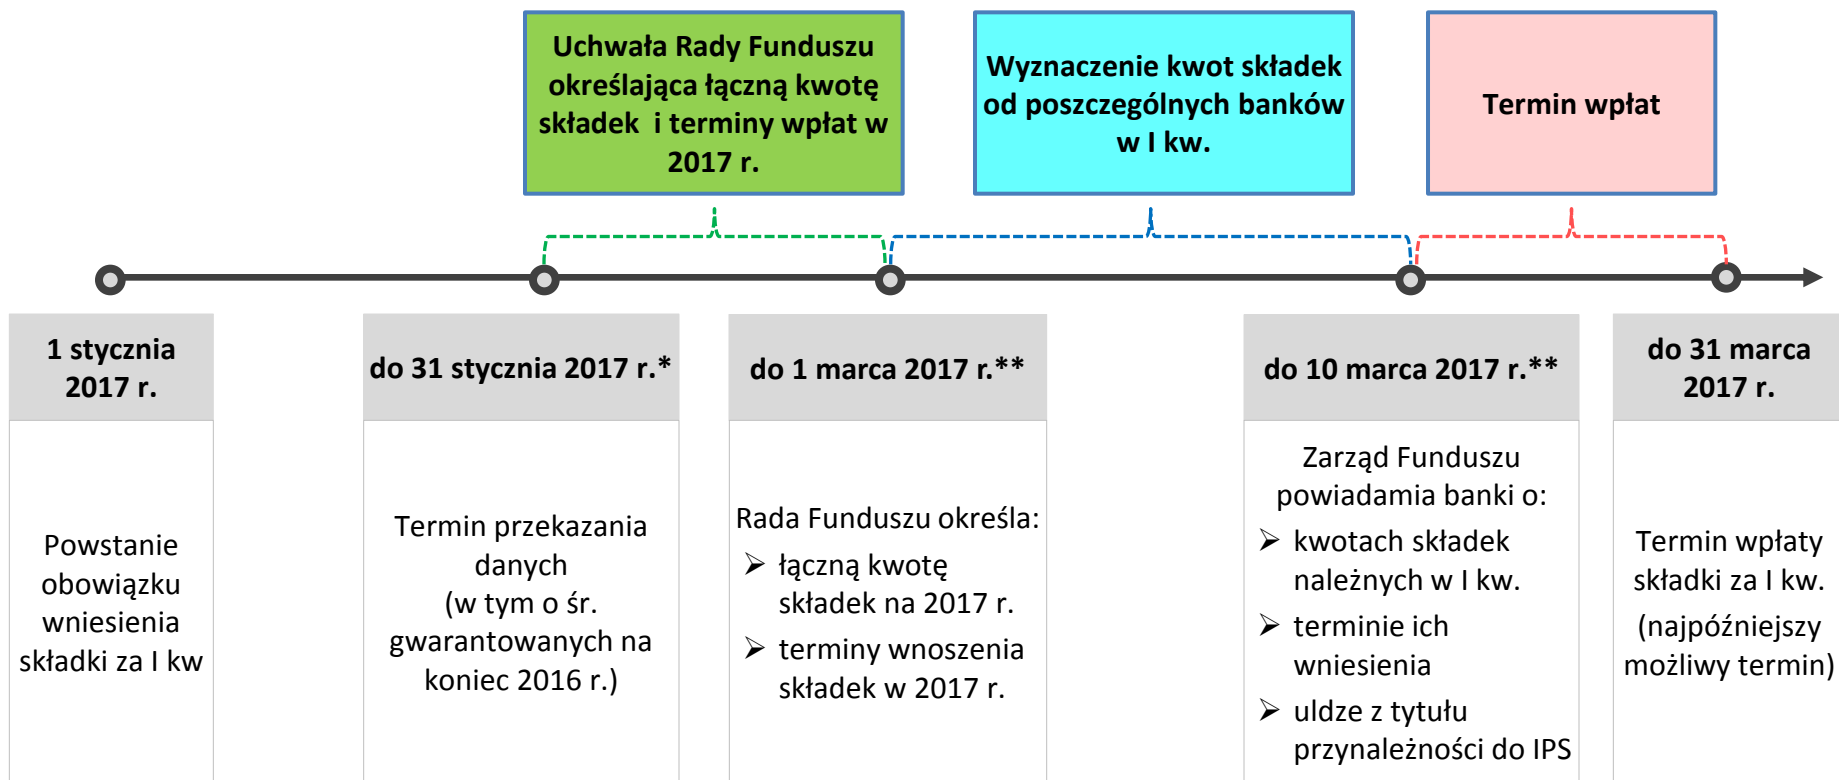 Uchwała Rady Funduszu
określająca łączną kwotę
składek i terminy wpłat w
2017 r.
Wyznaczenie kwot składek
od poszczególnych banków
w I kw.
Termin wpłat
1 stycznia
2017 r.
Powstanie
obowiązku
wniesienia
składki za I kw
do 31 stycznia 2017 r.*
Termin przekazania
danych
(w tym o śr.
gwarantowanych na
koniec 2016 r.)
do 1 marca 2017 r.**
Rada Funduszu określa:
➢ łączną kwotę
składek na 2017 r.
➢ terminy wnoszenia
składek w 2017 r.
do 10 marca 2017 r.**
Zarząd Funduszu
powiadamia banki o:
➢ kwotach składek
należnych w I kw.
➢ terminie ich
wniesienia
➢ uldze z tytułu
przynależności do IPS
do 31 marca
2017 r.
Termin wpłaty
składki za I kw.
(najpóźniejszy
możliwy termin)